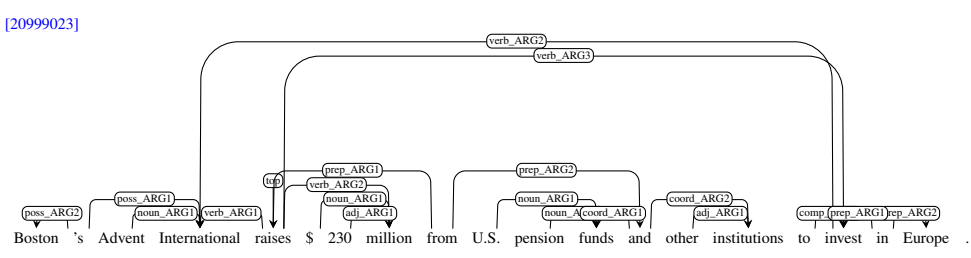 [20999023]
verb_ARG2
verb_ARG3
prep_ARG1 prep_ARG2
top verb_ARG2
poss_ARG1 noun_ARG1 noun_ARG1 coord_ARG2
poss_ARG2 noun_ARG1 verb_ARG1 adj_ARG1 coord_ARG1 adj_ARG1 prep_ARG1
Boston 's Advent International raises $ 230 million from U.S. pension funds and other institutions to invest in Europe .